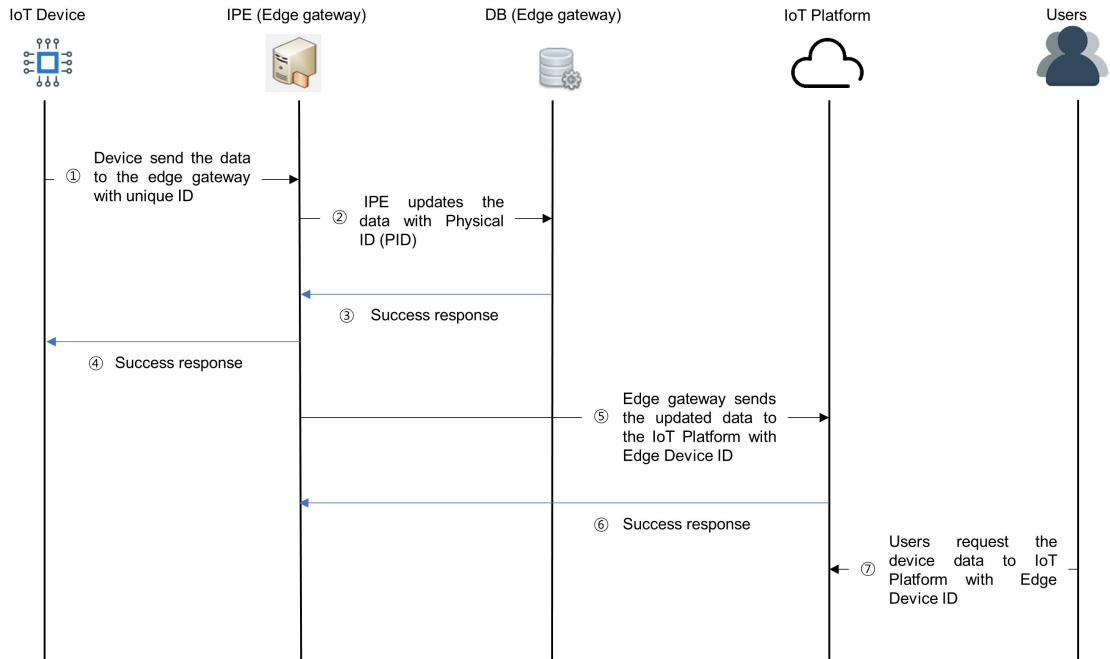 IoT Device
IPE (Edge gateway)
DB (Edge gateway)
IoT Platform
Users
① Device send the data
to the edge gateway
with unique ID
② IPE updates the
data with Physical
ID (PID)
③ Success response
④ Success response
⑤ Edge gateway sends
the updated data to
the IoT Platform with
Edge Device ID
⑥ Success response
⑦ Users request the
device data to IoT
Platform with Edge
Device ID